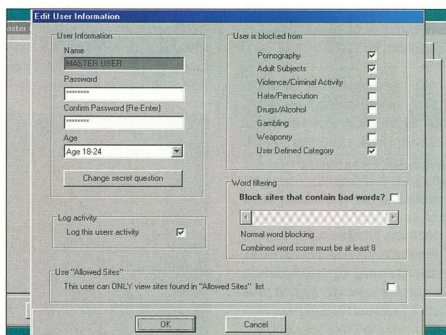 Edit User Information
User Information
Name
MASTER USER
Password
********
Confirm Password (Re-Enter)
********
Age
Age 18-24
Change secret question
Log activity
Log this users activity
User is blocked from
Pornography
Adult Subjects
Violence/Criminal Activity
Hate/Persecution
Drugs/Alcohol
Gambling
Weaponry
User Defined Category
Word filtering
Block sites that contain bad words?
Normal word blocking
Combined word score must be at least 8
Use "Allowed Sites"
This user can ONLY view sites found in "Allowed Sites" list
OK
Cancel